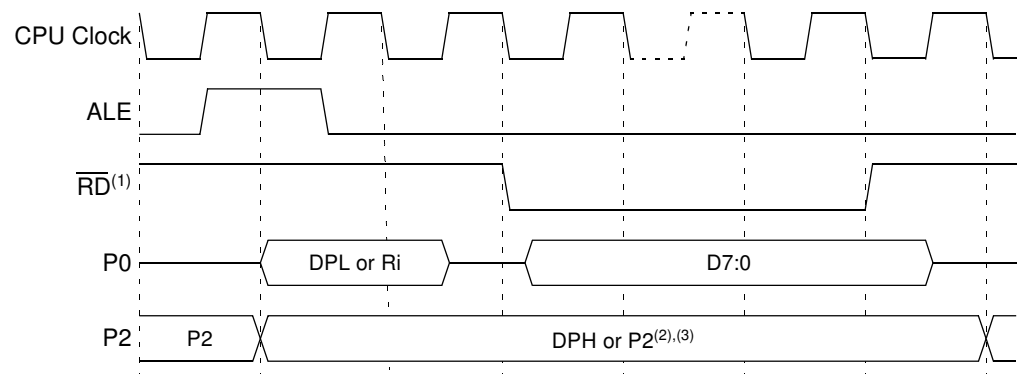 CPU Clock
ALE
RD(1)
P0 DPL or Ri D7:0
P2 P2 DPH or P2(2),(3)